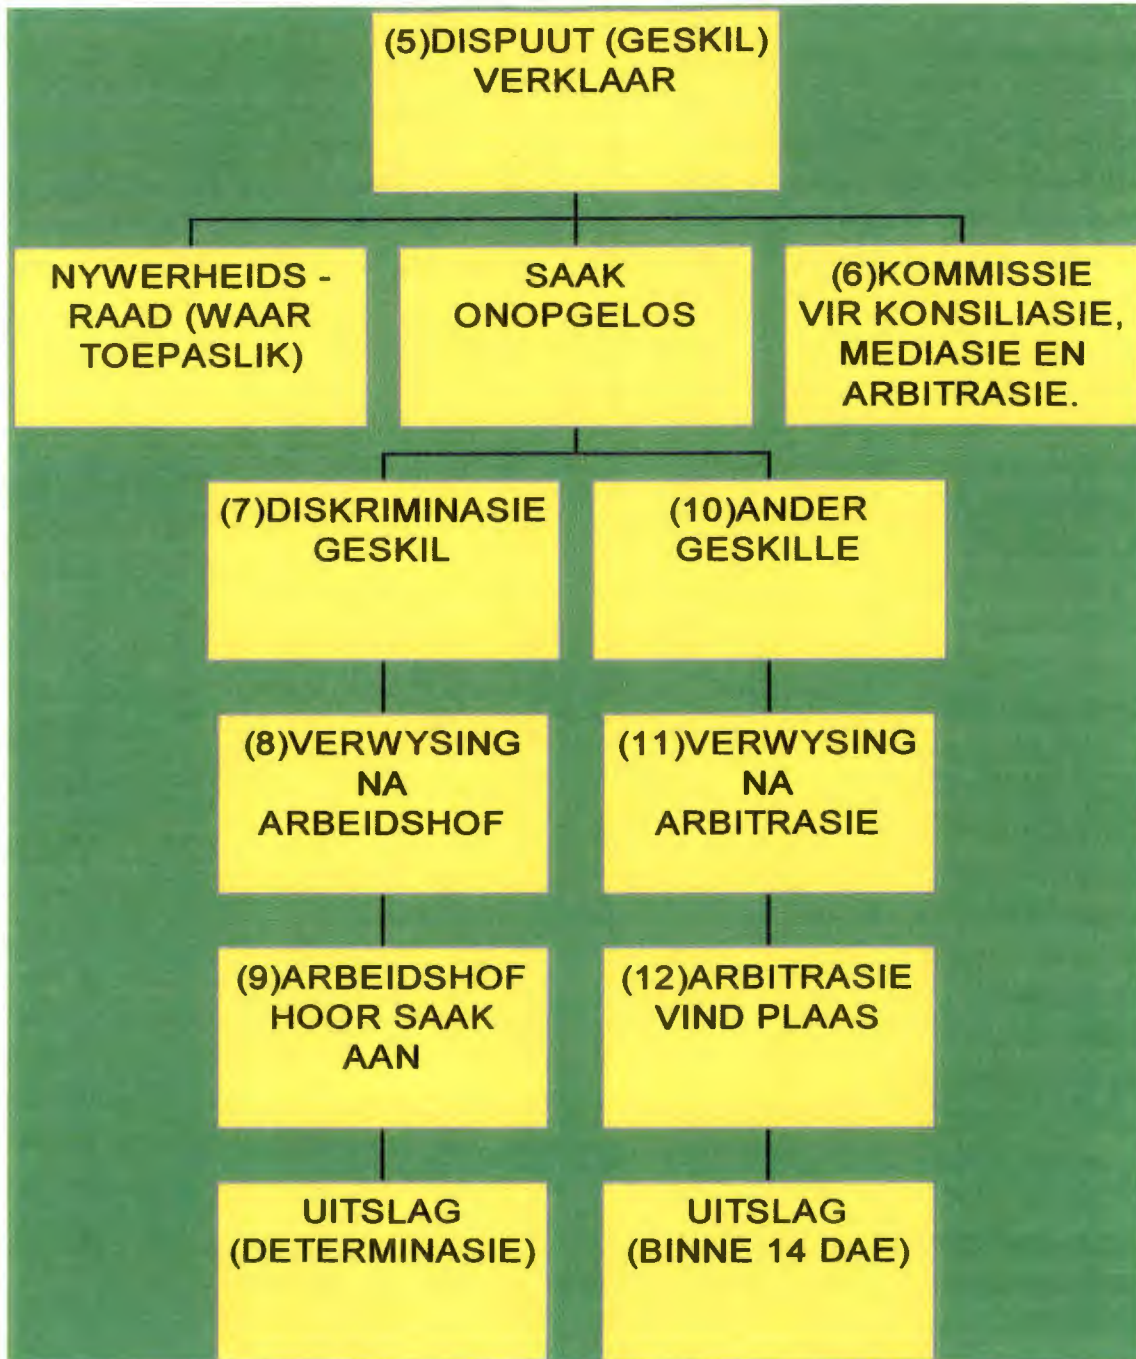 (5)DISPUUT (GESKIL)
VERKLAAR
NYWERHEIDS -
RAAD (WAAR
TOEPASLIK)
SAAK
ONOPGELOS
(6)KOMMISSIE
VIR KONSILIASIE,
MEDIASIE EN
ARBITRASIE.
(7)DISKRIMINASIE
GESKIL
(10)ANDER
GESKILLE
(8)VERWYSING
NA
ARBEIDSHOF
(11)VERWYSING
NA
ARBITRASIE
(9)ARBEIDSHOF
HOOR SAAK
AAN
(12)ARBITRASIE
VIND PLAAS
UITSLAG
(DETERMINASIE)
UITSLAG
(BINNE 14 DAE)